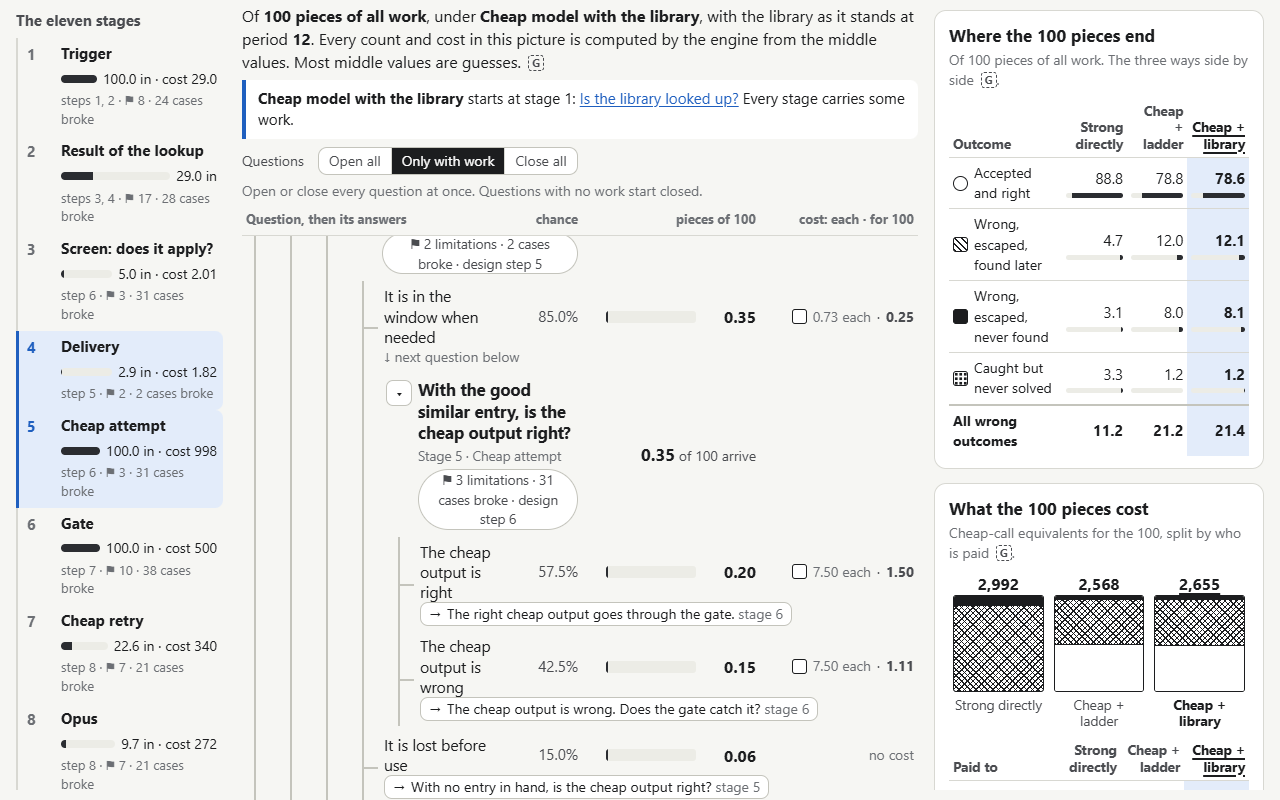 The eleven stages
1 Trigger
100.0 in · cost 29.0
steps 1, 2 · ⚑ 8 · 24 cases
broke
2 Result of the lookup
29.0 in
steps 3, 4 · ⚑ 17 · 28 cases
broke
3 Screen: does it apply?
5.0 in · cost 2.01
step 6 · ⚑ 3 · 31 cases
broke
4 Delivery
2.9 in · cost 1.82
step 5 · ⚑ 2 · 2 cases broke
5 Cheap attempt
100.0 in · cost 998
step 6 · ⚑ 3 · 31 cases
broke
6 Gate
100.0 in · cost 500
step 7 · ⚑ 10 · 38 cases
broke
7 Cheap retry
22.6 in · cost 340
step 8 · ⚑ 7 · 21 cases
broke
8 Opus
9.7 in · cost 272
step 8 · ⚑ 7 · 21 cases
broke
Of 100 pieces of all work, under Cheap model with the library, with the library as it stands at
period 12. Every count and cost in this picture is computed by the engine from the middle
values. Most middle values are guesses. G
Cheap model with the library starts at stage 1: Is the library looked up? Every stage carries some
work.
Questions Open all Only with work Close all
Open or close every question at once. Questions with no work start closed.
Question, then its answers chance pieces of 100 cost: each · for 100
⚑ 2 limitations · 2 cases
broke · design step 5
It is in the
window when 85.0% 0.35 0.73 each · 0.25
needed
↓ next question below
With the good
similar entry, is the
cheap output right?
Stage 5 · Cheap attempt 0.35 of 100 arrive
⚑ 3 limitations · 31
cases broke · design
step 6
The cheap
output is 57.5% 0.20 7.50 each · 1.50
right
→ The right cheap output goes through the gate. stage 6
The cheap
output is 42.5% 0.15 7.50 each · 1.11
wrong
→ The cheap output is wrong. Does the gate catch it? stage 6
It is lost before
use 15.0% 0.06 no cost
→ With no entry in hand, is the cheap output right? stage 5
Where the 100 pieces end
Of 100 pieces of all work. The three ways side by
side G.
Outcome Strong directly Cheap + ladder Cheap + library
Accepted
and right 88.8 78.8 78.6
Wrong,
escaped, 4.7 12.0 12.1
found later
Wrong,
escaped, 3.1 8.0 8.1
never found
Caught but
never solved 3.3 1.2 1.2
All wrong
outcomes 11.2 21.2 21.4
What the 100 pieces cost
Cheap-call equivalents for the 100, split by who
is paid G.
2,992 2,568 2,655
Strong directly Cheap + ladder Cheap + library
Paid to Strong directly Cheap + ladder Cheap + library